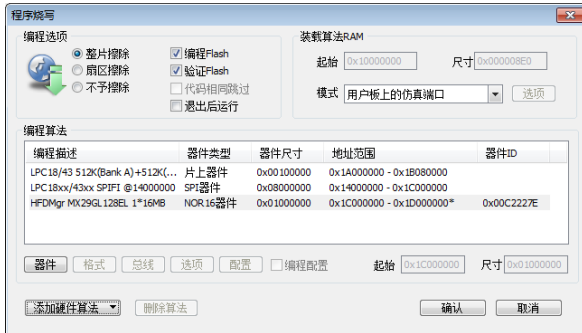 程序烧写
编程选项
整片擦除
扇区擦除
不予擦除
编程Flash
验证Flash
代码相同跳过
退出后运行
装载算法RAM
起始 0x10000000 尺寸 0x000008E0
模式 用户板上的仿真端口 选项
编程算法
编程描述 器件类型 器件尺寸 地址范围 器件ID
LPC18/43 512K(Bank A)+512K(... 片上器件 0x00100000 0x1A000000 - 0x1B080000
LPC18xx/43xx SPIFI @14000000 SPI器件 0x08000000 0x14000000 - 0x1C000000
HFDMgr MX29GL128EL 1*16MB NOR16器件 0x01000000 0x1C000000 - 0x1D000000* 0x00C2227E
器件 格式 总线 选项 配置 编程配置 起始 0x1C000000 尺寸 0x01000000
添加硬件算法 删除算法 确认 取消